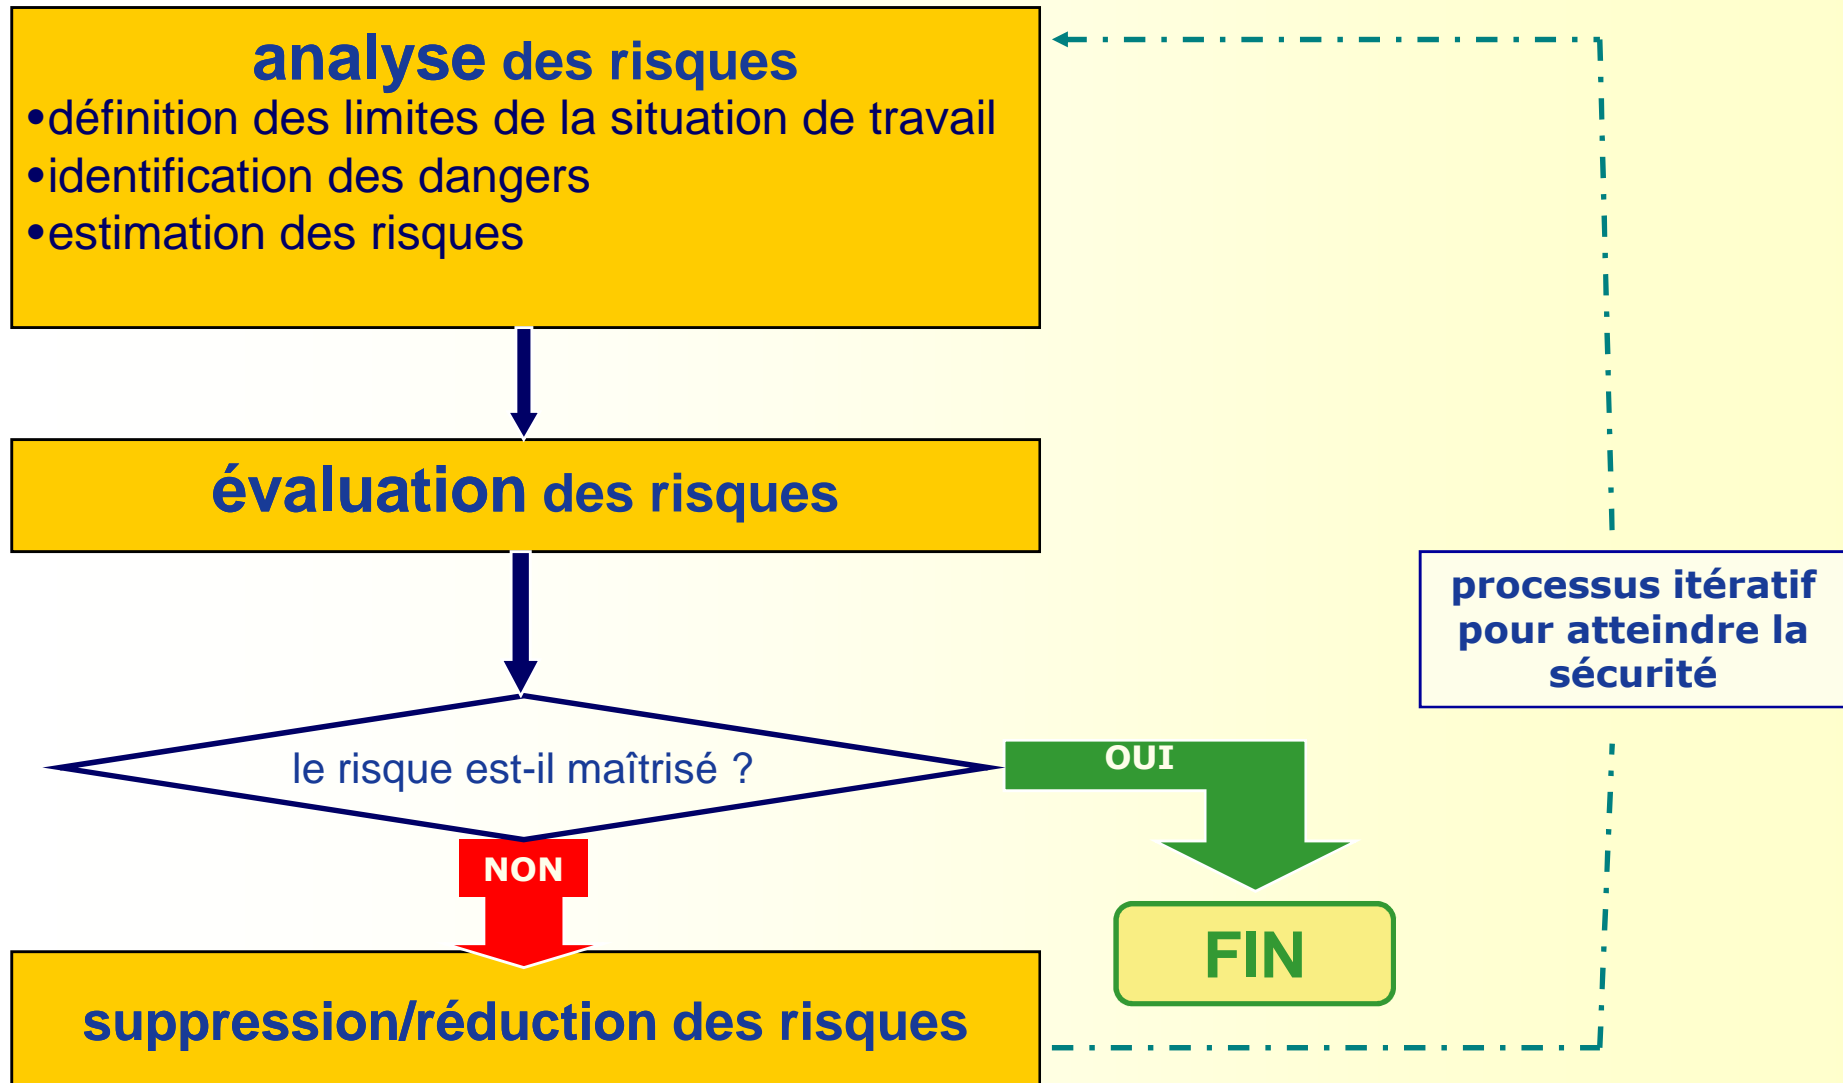 analyse des risques
•définition des limites de la situation de travail
•identification des dangers
•estimation des risques
évaluation des risques
processus itératif
pour atteindre la
sécurité
le risque est-il maîtrisé ?
OUI
NON
FIN
suppression/réduction des risques